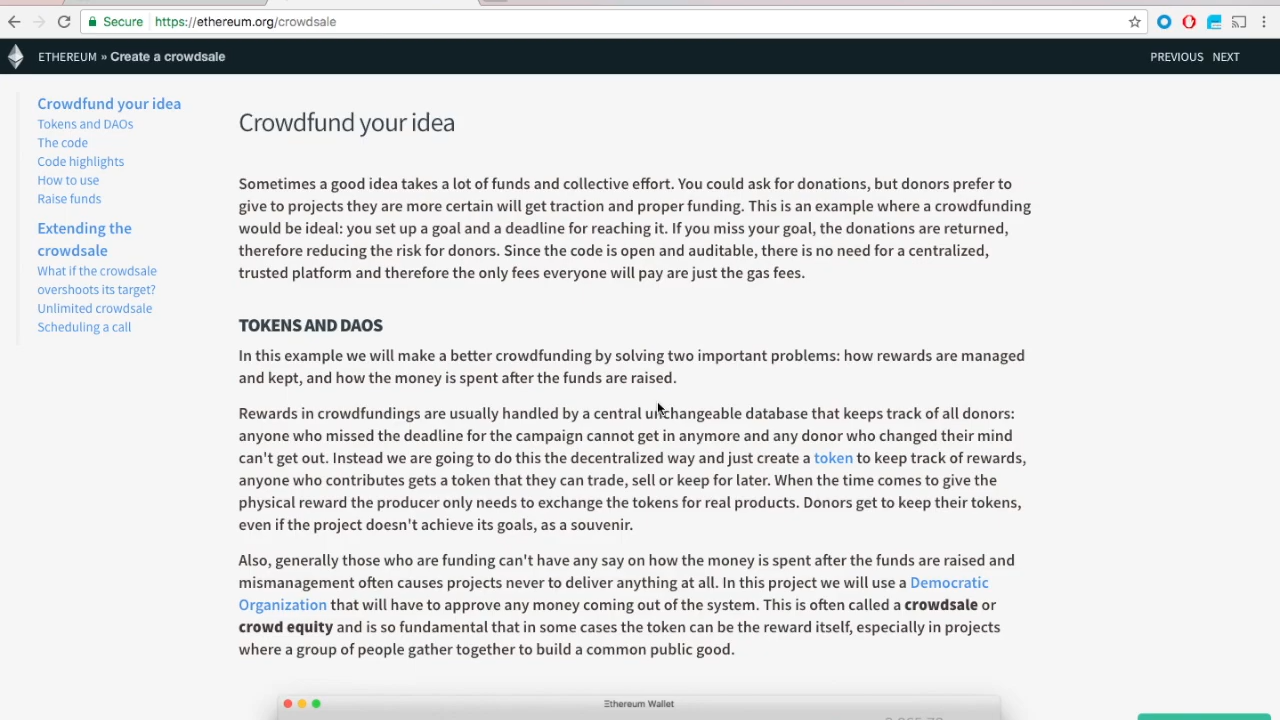 Secure https://ethereum.org/crowdsale
ETHEREUM » Create a crowdsale
PREVIOUS NEXT
Crowdfund your idea
Tokens and DAOs
The code
Code highlights
How to use
Raise funds
Extending the
crowdsale
What if the crowdsale
overshoots its target?
Unlimited crowdsale
Scheduling a call
Crowdfund your idea
Sometimes a good idea takes a lot of funds and collective effort. You could ask for donations, but donors prefer to
give to projects they are more certain will get traction and proper funding. This is an example where a crowdfunding
would be ideal: you set up a goal and a deadline for reaching it. If you miss your goal, the donations are returned,
therefore reducing the risk for donors. Since the code is open and auditable, there is no need for a centralized,
trusted platform and therefore the only fees everyone will pay are just the gas fees.
TOKENS AND DAOS
In this example we will make a better crowdfunding by solving two important problems: how rewards are managed
and kept, and how the money is spent after the funds are raised.
Rewards in crowdfundings are usually handled by a central unchangeable database that keeps track of all donors:
anyone who missed the deadline for the campaign cannot get in anymore and any donor who changed their mind
can't get out. Instead we are going to do this the decentralized way and just create a token to keep track of rewards,
anyone who contributes gets a token that they can trade, sell or keep for later. When the time comes to give the
physical reward the producer only needs to exchange the tokens for real products. Donors get to keep their tokens,
even if the project doesn't achieve its goals, as a souvenir.
Also, generally those who are funding can't have any say on how the money is spent after the funds are raised and
mismanagement often causes projects never to deliver anything at all. In this project we will use a Democratic
Organization that will have to approve any money coming out of the system. This is often called a crowdsale or
crowd equity and is so fundamental that in some cases the token can be the reward itself, especially in projects
where a group of people gather together to build a common public good.
Ξthereum Wallet